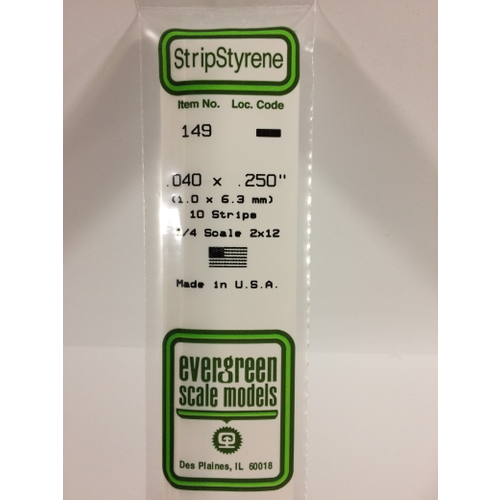 StripStyrene
Item No. Loc. Code
149
.040 x .250"
(1.0 x 6.3 mm)
10 Strips
1/4 Scale 2x12
Made in U.S.A.
evergreen
scale models
Des Plaines, IL 60018